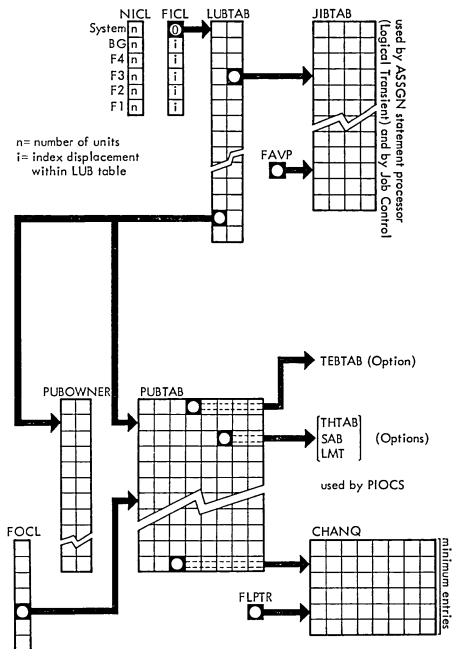 NICL FICL LUBTAB JIBTAB
System n 0
BG n i
F4 n i
F3 n i
F2 n i
F1 n i
n= number of units
i= index displacement
within LUB table
FAVP
used by ASSGN statement processor
(Logical Transient) and by Job Control
TEBTAB (Option)
PUBOWNER PUBTAB
THTAB
SAB (Options)
LMT
used by PIOCS
FOCL
CHANQ
FLPTR
minimum entries